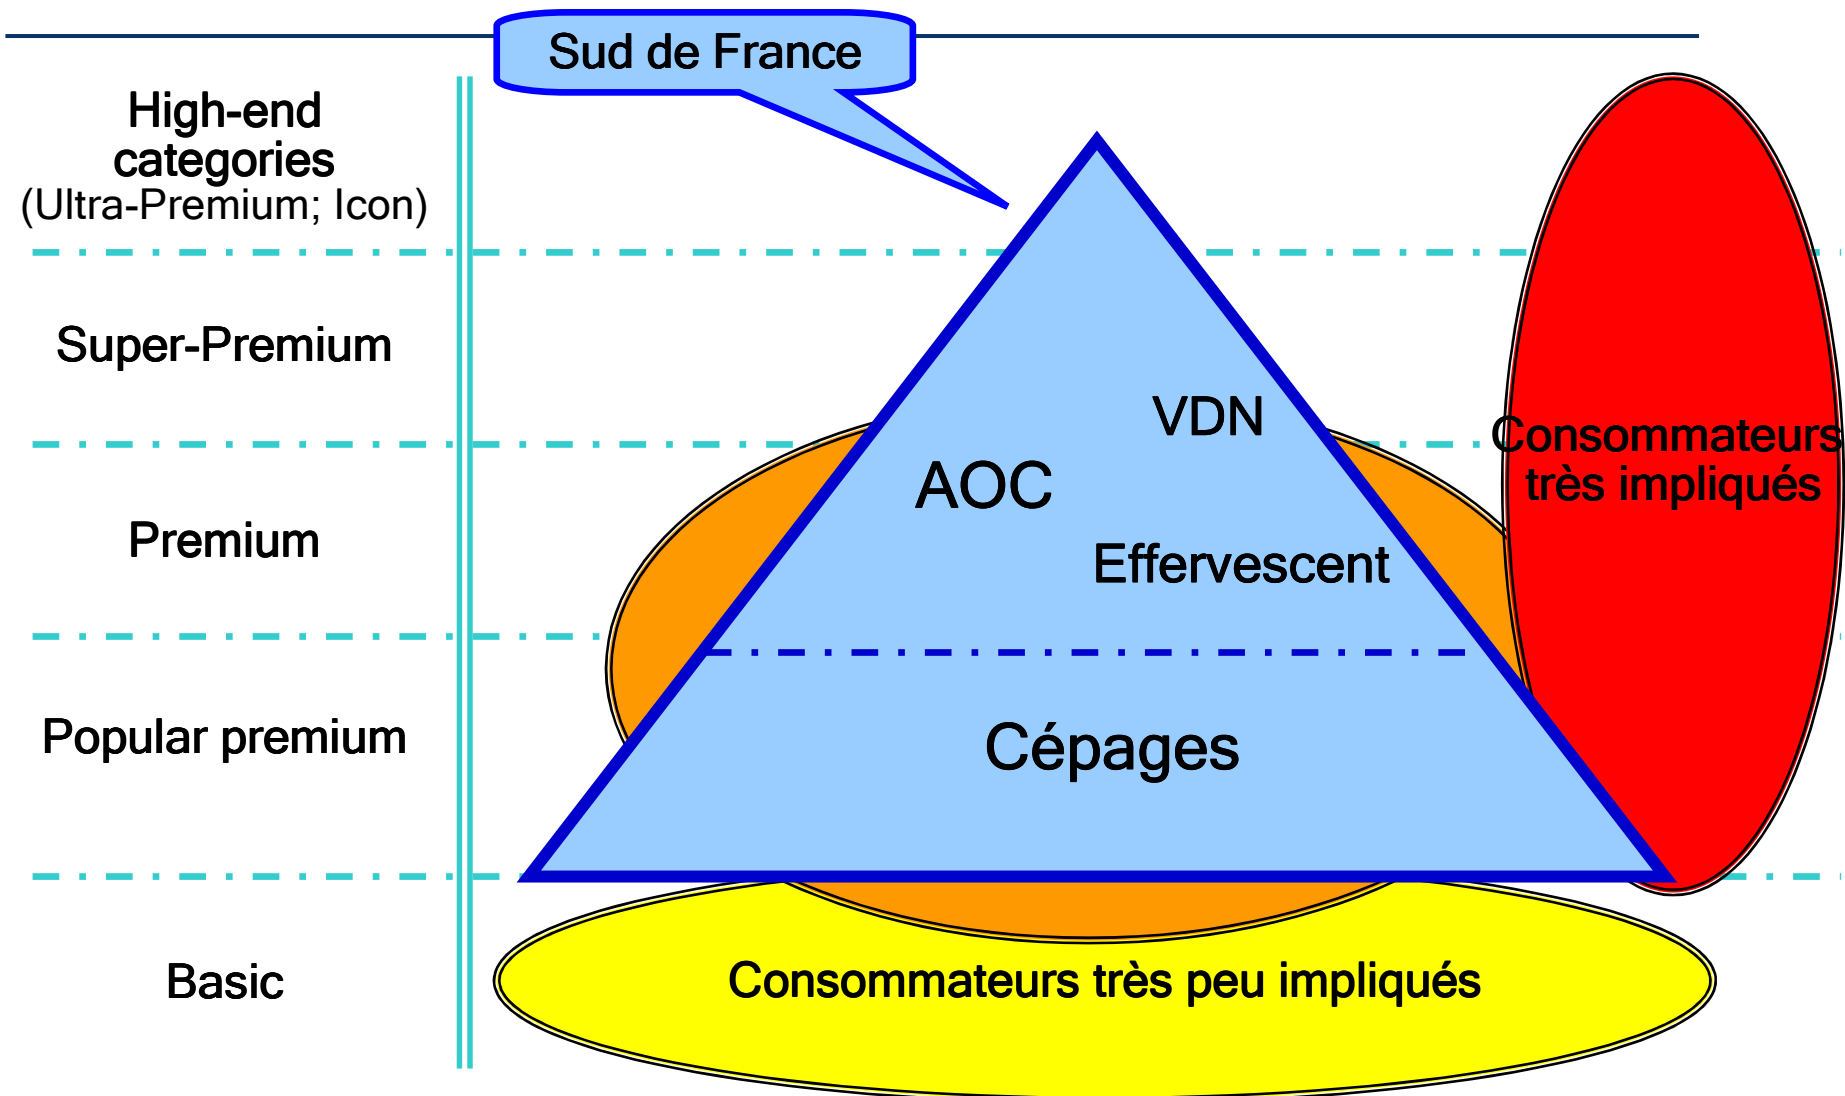 Sud de France
High-end
categories
(Ultra-Premium; Icon)
Super-Premium
VDN
Consommateurs
très impliqués
AOC
Premium
Effervescent
Popular premium
Cépages
Basic
Consommateurs très peu impliqués